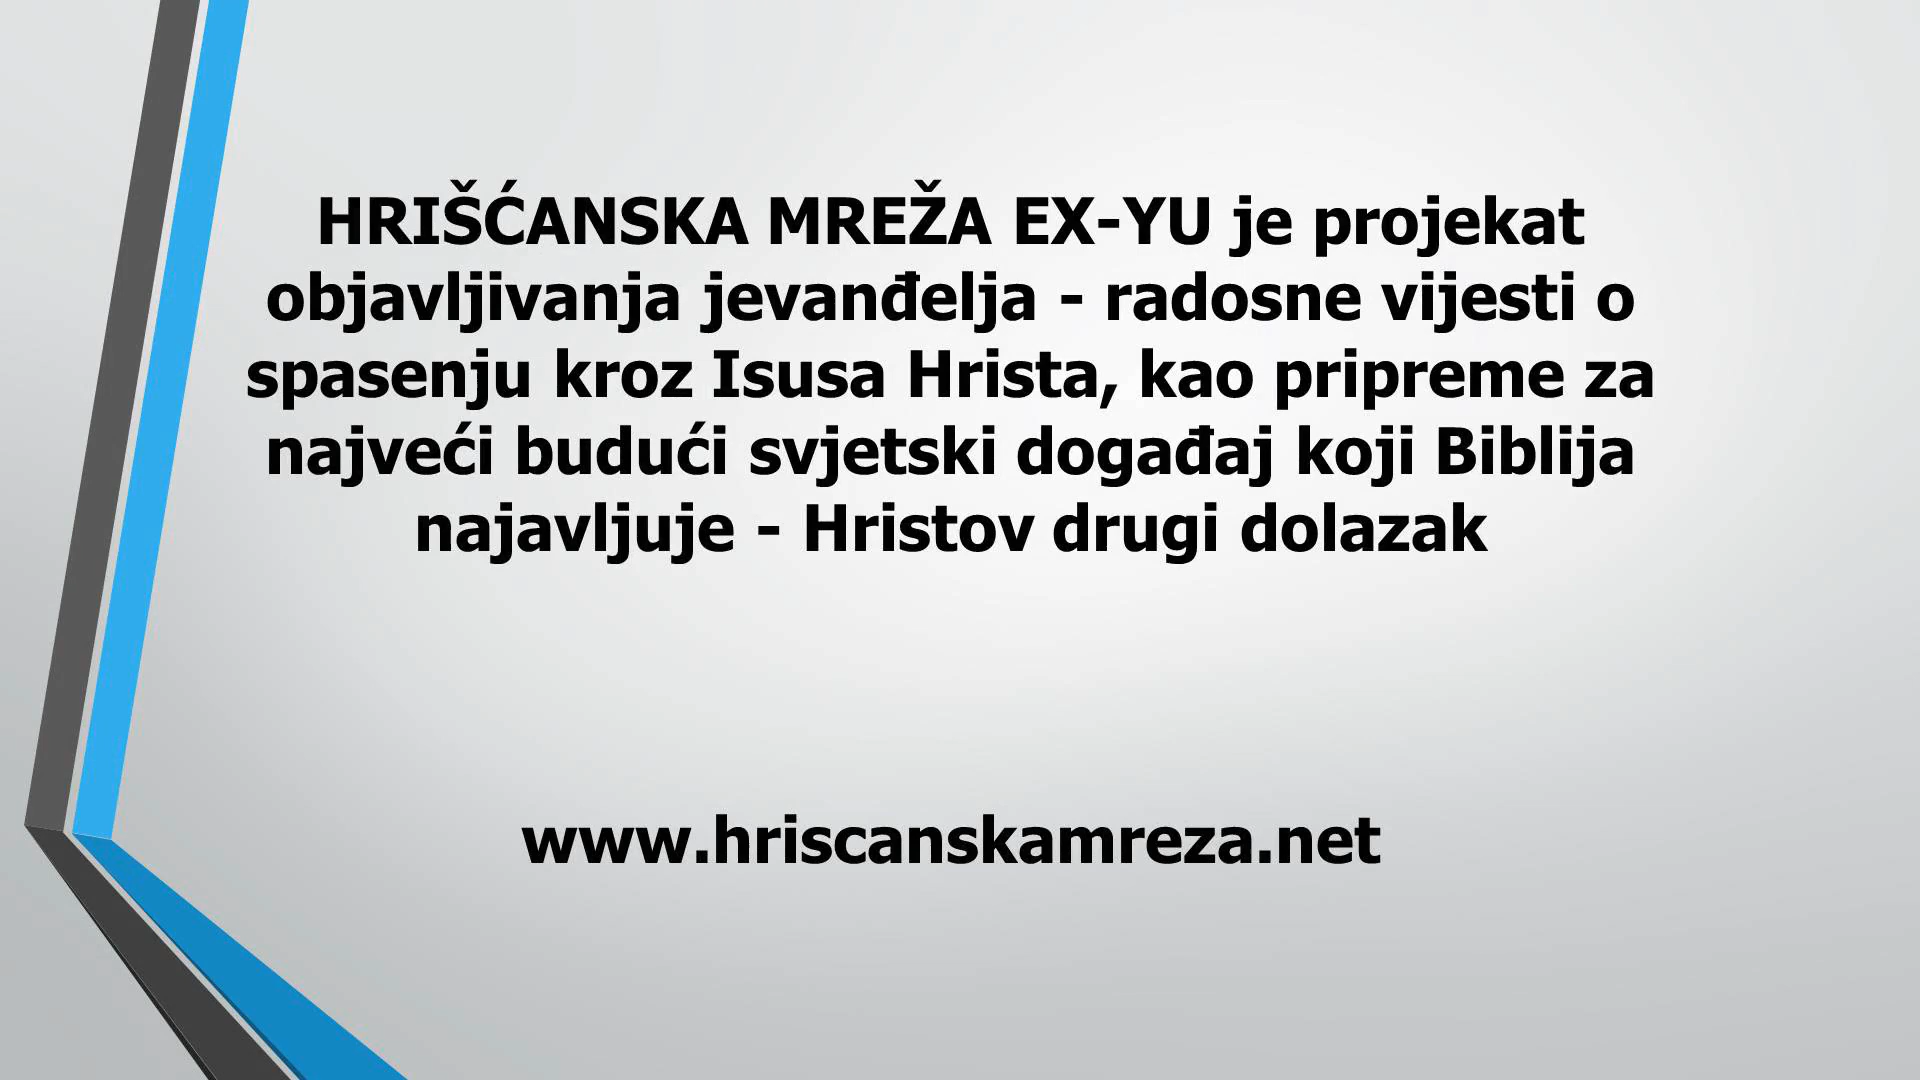 HRIŠĆANSKA MREŽA EX-YU je projekat
objavljivanja jevanđelja - radosne vijesti o
spasenju kroz Isusa Hrista, kao pripreme za
najveći budući svjetski događaj koji Biblija
najavljuje - Hristov drugi dolazak
www.hriscanskamreza.net